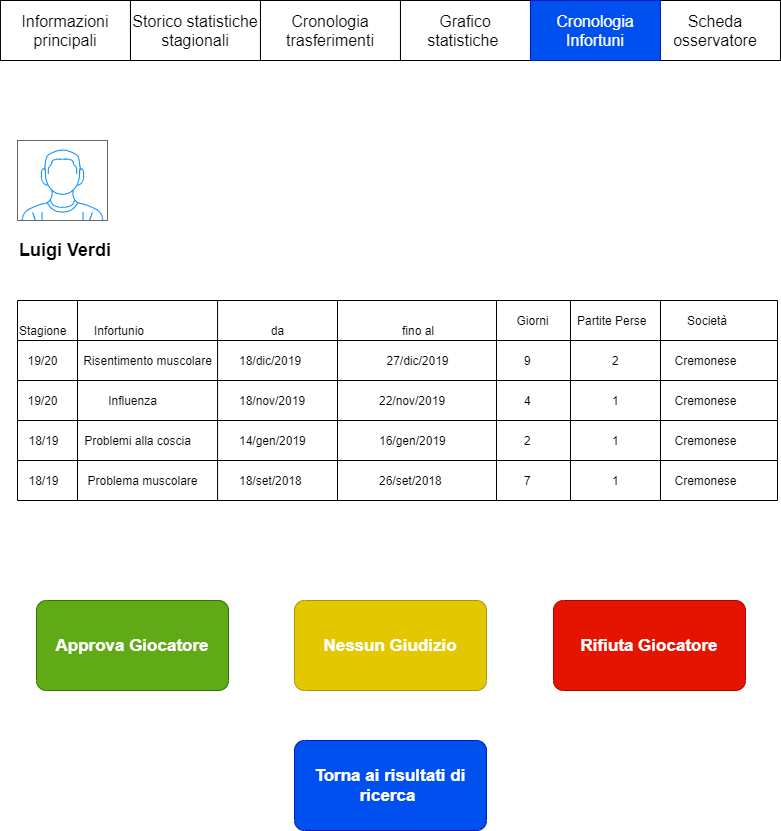 Informazioni principali
Storico statistiche stagionali
Cronologia trasferimenti
Grafico statistiche
Cronologia Infortuni
Scheda osservatore
Luigi Verdi
Stagione Infortunio da fino al Giorni Partite Perse Società
19/20 Risentimento muscolare 18/dic/2019 27/dic/2019 9 2 Cremonese
19/20 Influenza 18/nov/2019 22/nov/2019 4 1 Cremonese
18/19 Problemi alla coscia 14/gen/2019 16/gen/2019 2 1 Cremonese
18/19 Problema muscolare 18/set/2018 26/set/2018 7 1 Cremonese
Approva Giocatore
Nessun Giudizio
Rifiuta Giocatore
Torna ai risultati di
ricerca